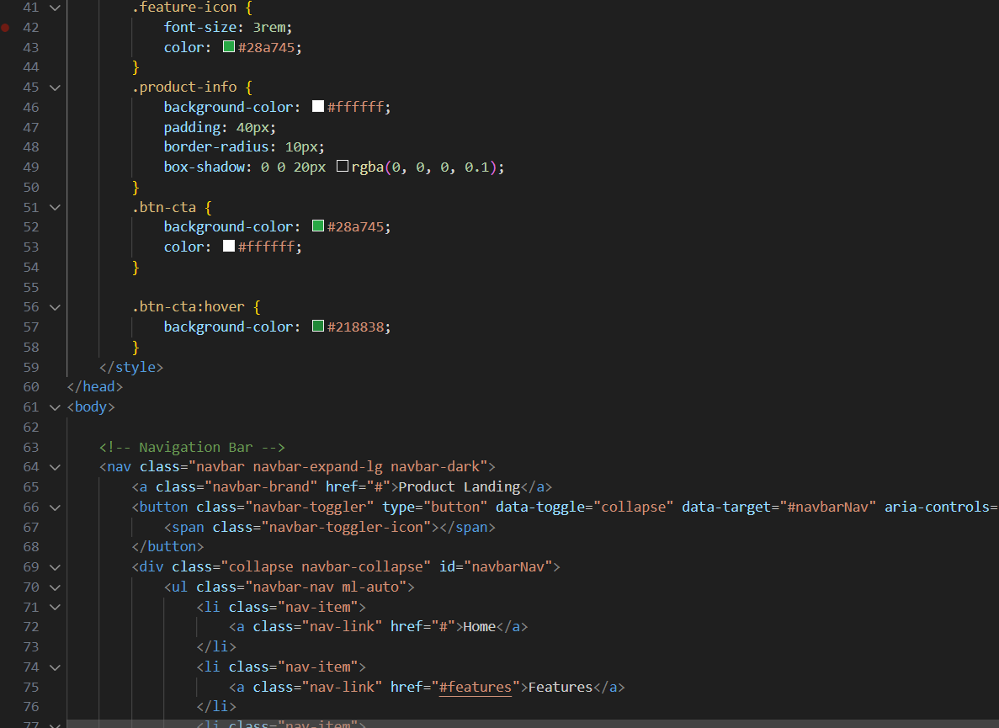 41 .feature-icon {
42 font-size: 3rem;
43 color: #28a745;
44 }
45 .product-info {
46 background-color: #ffffff;
47 padding: 40px;
48 border-radius: 10px;
49 box-shadow: 0 0 20px rgba(0, 0, 0, 0.1);
50 }
51 .btn-cta {
52 background-color: #28a745;
53 color: #ffffff;
54 }
55
56 .btn-cta:hover {
57 background-color: #218838;
58 }
59 </style>
60 </head>
61 <body>
62
63 <!-- Navigation Bar -->
64 <nav class="navbar navbar-expand-lg navbar-dark">
65 <a class="navbar-brand" href="#">Product Landing</a>
66 <button class="navbar-toggler" type="button" data-toggle="collapse" data-target="#navbarNav" aria-controls=
67 <span class="navbar-toggler-icon"></span>
68 </button>
69 <div class="collapse navbar-collapse" id="navbarNav">
70 <ul class="navbar-nav ml-auto">
71 <li class="nav-item">
72 <a class="nav-link" href="#">Home</a>
73 </li>
74 <li class="nav-item">
75 <a class="nav-link" href="#features">Features</a>
76 </li>
77 <li class="nav-item">